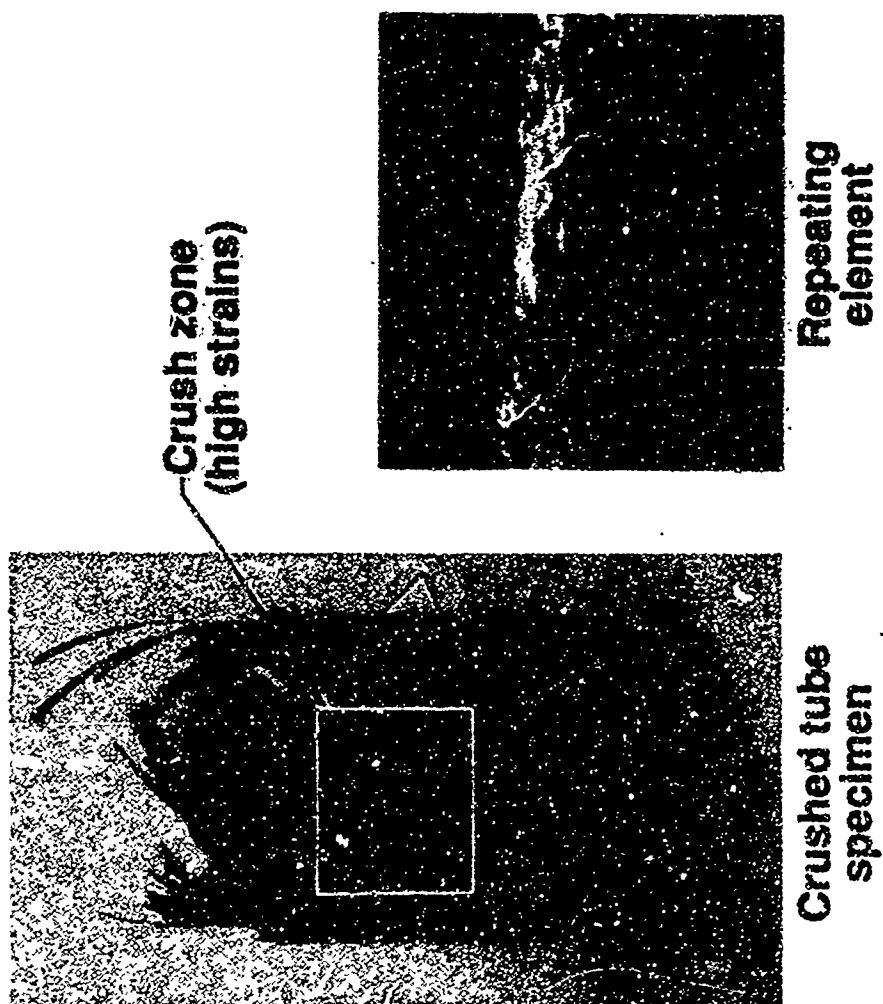 Crush zone
(high strains)
Crushed tube
specimen
Repeating
element